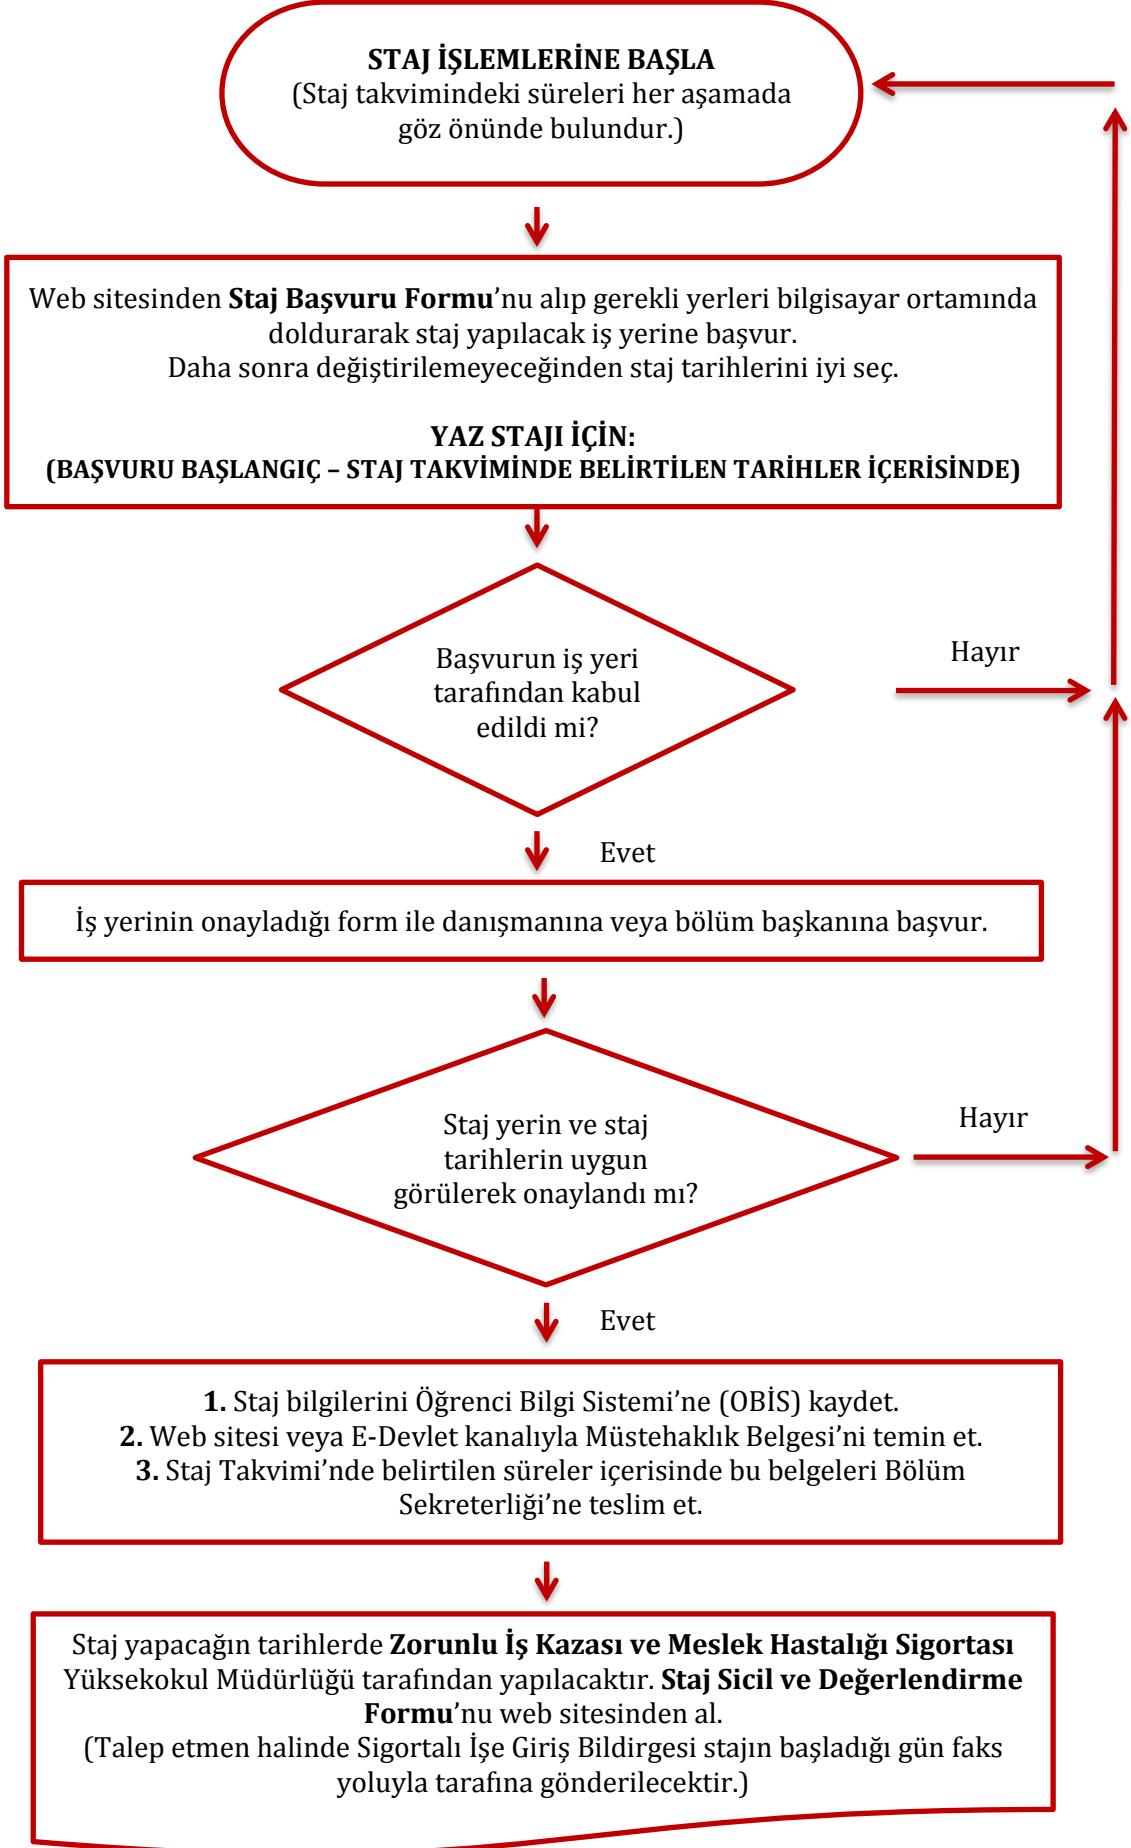 STAJ İŞLEMLERİNE BAŞLA
(Staj takvimindeki süreleri her aşamada
göz önünde bulundur.)
Web sitesinden Staj Başvuru Formu’nu alıp gerekli yerleri bilgisayar ortamında
doldurarak staj yapılacak iş yerine başvur.
Daha sonra değiştirilemeyeceğinden staj tarihlerini iyi seç.
YAZ STAJI İÇİN:
(BAŞVURU BAŞLANGIÇ – STAJ TAKVİMİNDE BELİRTİLEN TARİHLER İÇERİSİNDE)
Başvurun iş yeri
tarafından kabul
edildi mi?
Hayır
Evet
İş yerinin onayladığı form ile danışmanına veya bölüm başkanına başvur.
Staj yerin ve staj
tarihlerin uygun
görülerek onaylandı mı?
Hayır
Evet
1. Staj bilgilerini Öğrenci Bilgi Sistemi’ne (OBİS) kaydet.
2. Web sitesi veya E-Devlet kanalıyla Müstehaklık Belgesi’ni temin et.
3. Staj Takvimi’nde belirtilen süreler içerisinde bu belgeleri Bölüm
Sekreterliği’ne teslim et.
Staj yapacağın tarihlerde Zorunlu İş Kazası ve Meslek Hastalığı Sigortası
Yüksekokul Müdürlüğü tarafından yapılacaktır. Staj Sicil ve Değerlendirme
Formu’nu web sitesinden al.
(Talep etmen halinde Sigortalı İşe Giriş Bildirgesi stajın başladığı gün faks
yoluyla tarafına gönderilecektir.)